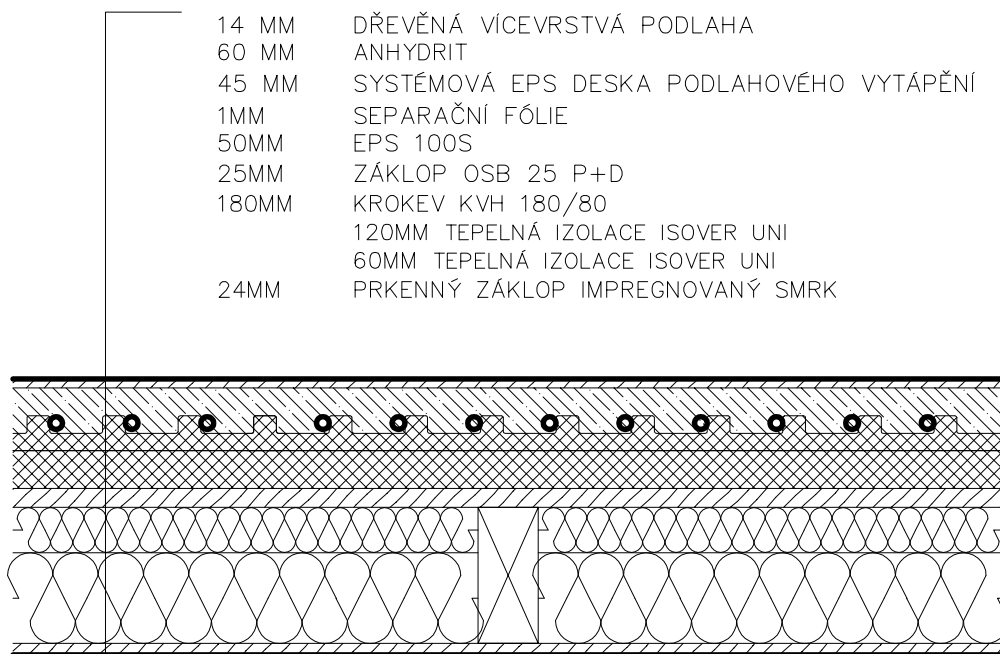 14 MM DŘEVĚNÁ VÍCEVRSTVÁ PODLAHA
60 MM ANHYDRIT
45 MM SYSTÉMOVÁ EPS DESKA PODLAHOVÉHO VYTÁPĚNÍ
1MM SEPARAČNÍ FÓLIE
50MM EPS 100S
25MM ZÁKLOP OSB 25 P+D
180MM KROKEV KVH 180/80
120MM TEPELNÁ IZOLACE ISOVER UNI
60MM TEPELNÁ IZOLACE ISOVER UNI
24MM PRKENNÝ ZÁKLOP IMPREGNOVANÝ SMRK